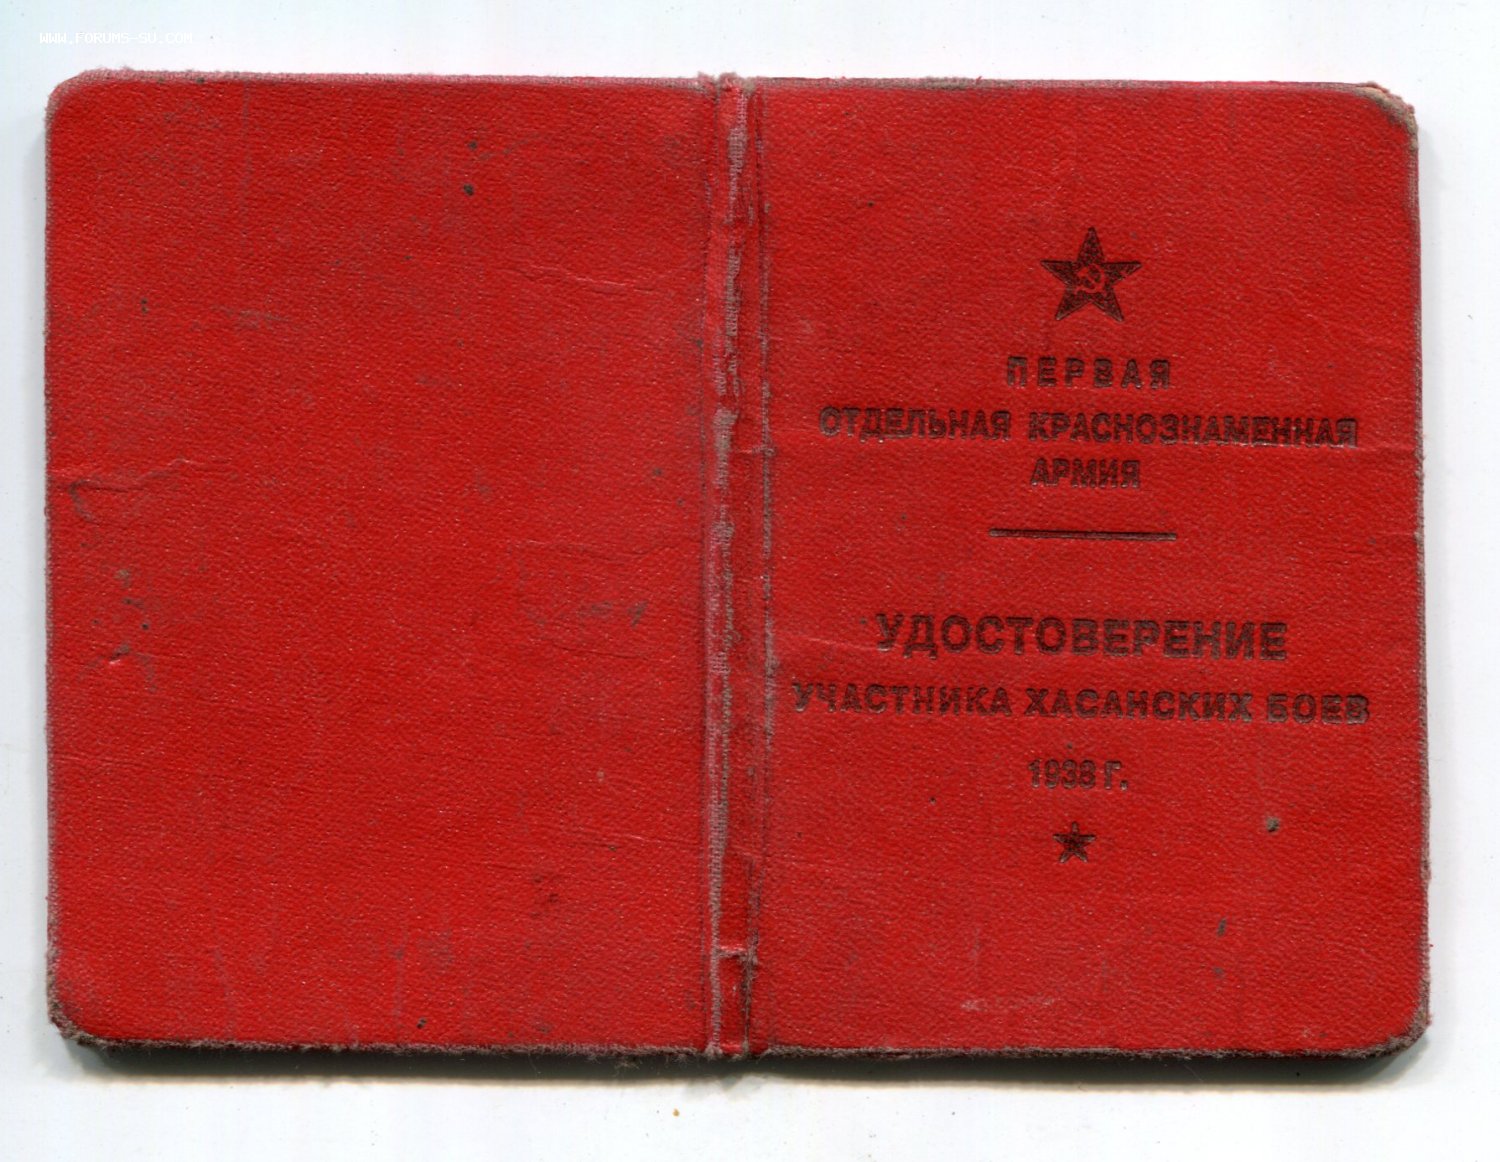 WWW.FORUMS-SU.COM
ПЕРВАЯ
ОТДЕЛЬНАЯ КРАСНОЗНАМЕННАЯ
АРМИЯ
УДОСТОВЕРЕНИЕ
УЧАСТНИКА ХАСАНСКИХ БОЕВ
1938 Г.